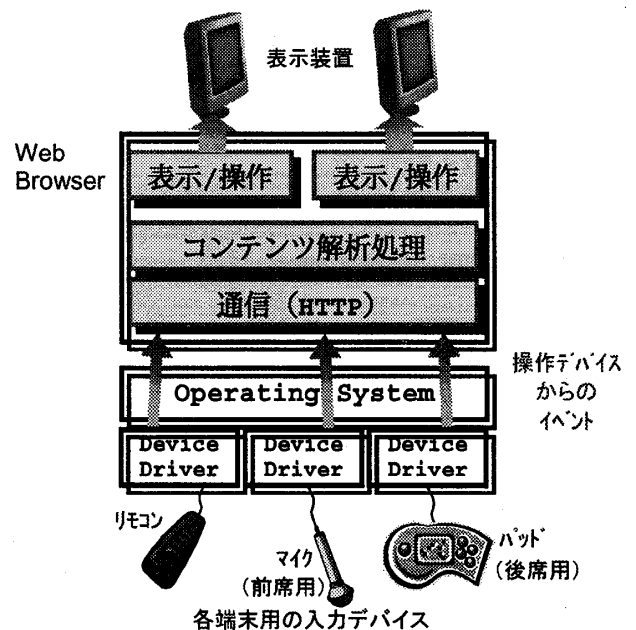 表示装置
Web
Browser
表示/操作
表示/操作
コンテンツ解析処理
通信（HTTP）
操作ﾃﾞﾊﾞｲｽ
からの
ｲﾍﾞﾝﾄ
Operating System
Device
Driver
Device
Driver
Device
Driver
ﾘﾓｺﾝ
ﾏｲｸ
(前席用)
ﾊﾟｯﾄﾞ
(後席用)
各端末用の入力デバイス